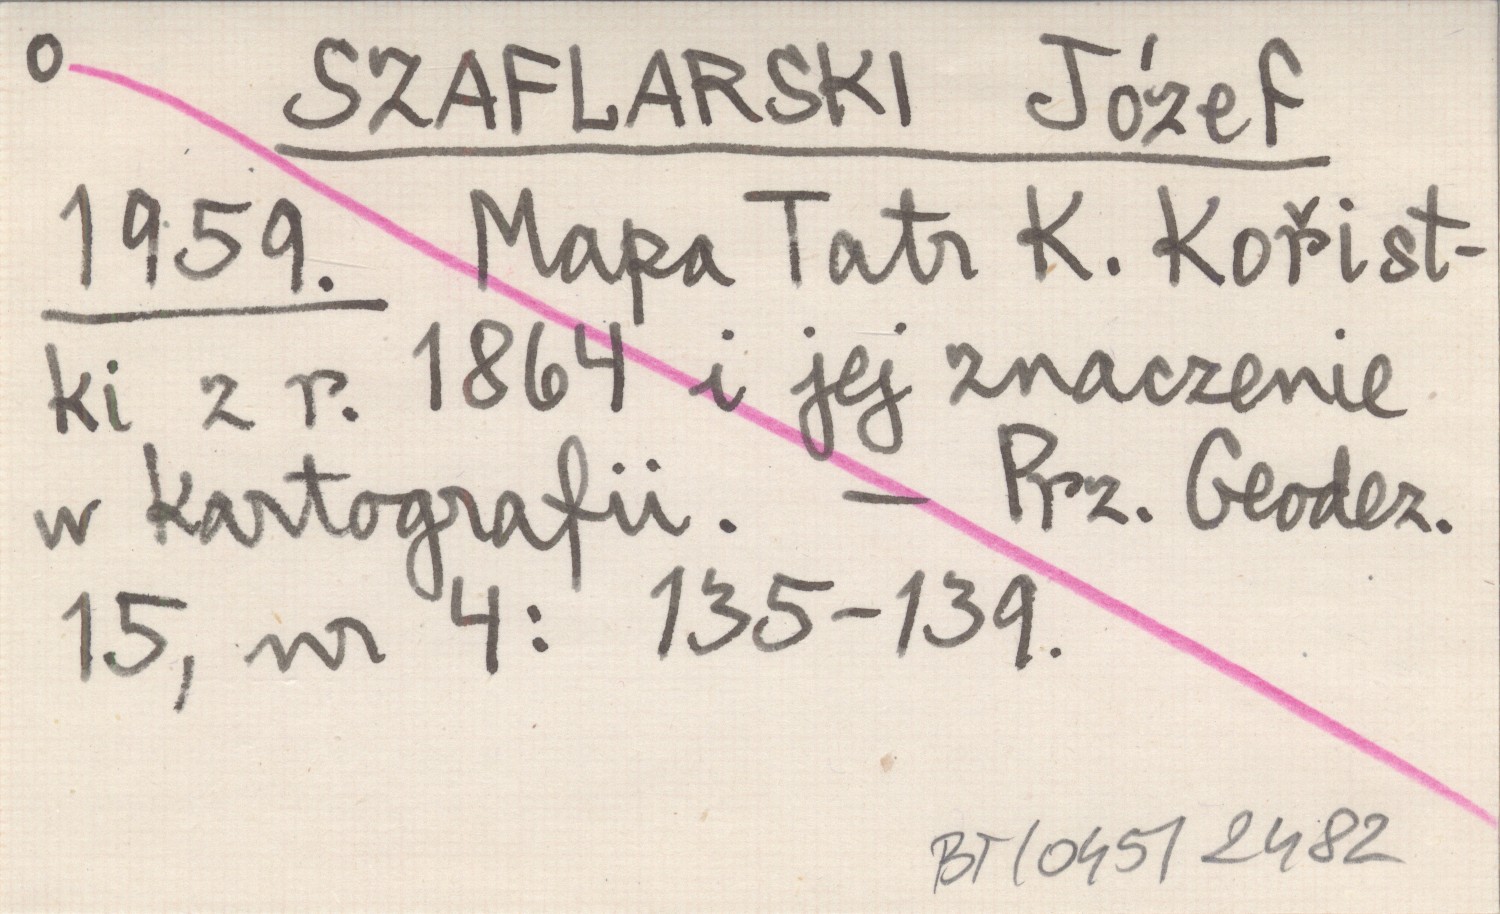 o SZAFLARSKI Józef
1959. Mapa Tatr K. Kořist-
ki z r. 1864 i jej znaczenie
w kartografii. — Prz. Geodez.
15, nr 4: 135-139.
BT/045/ 2482